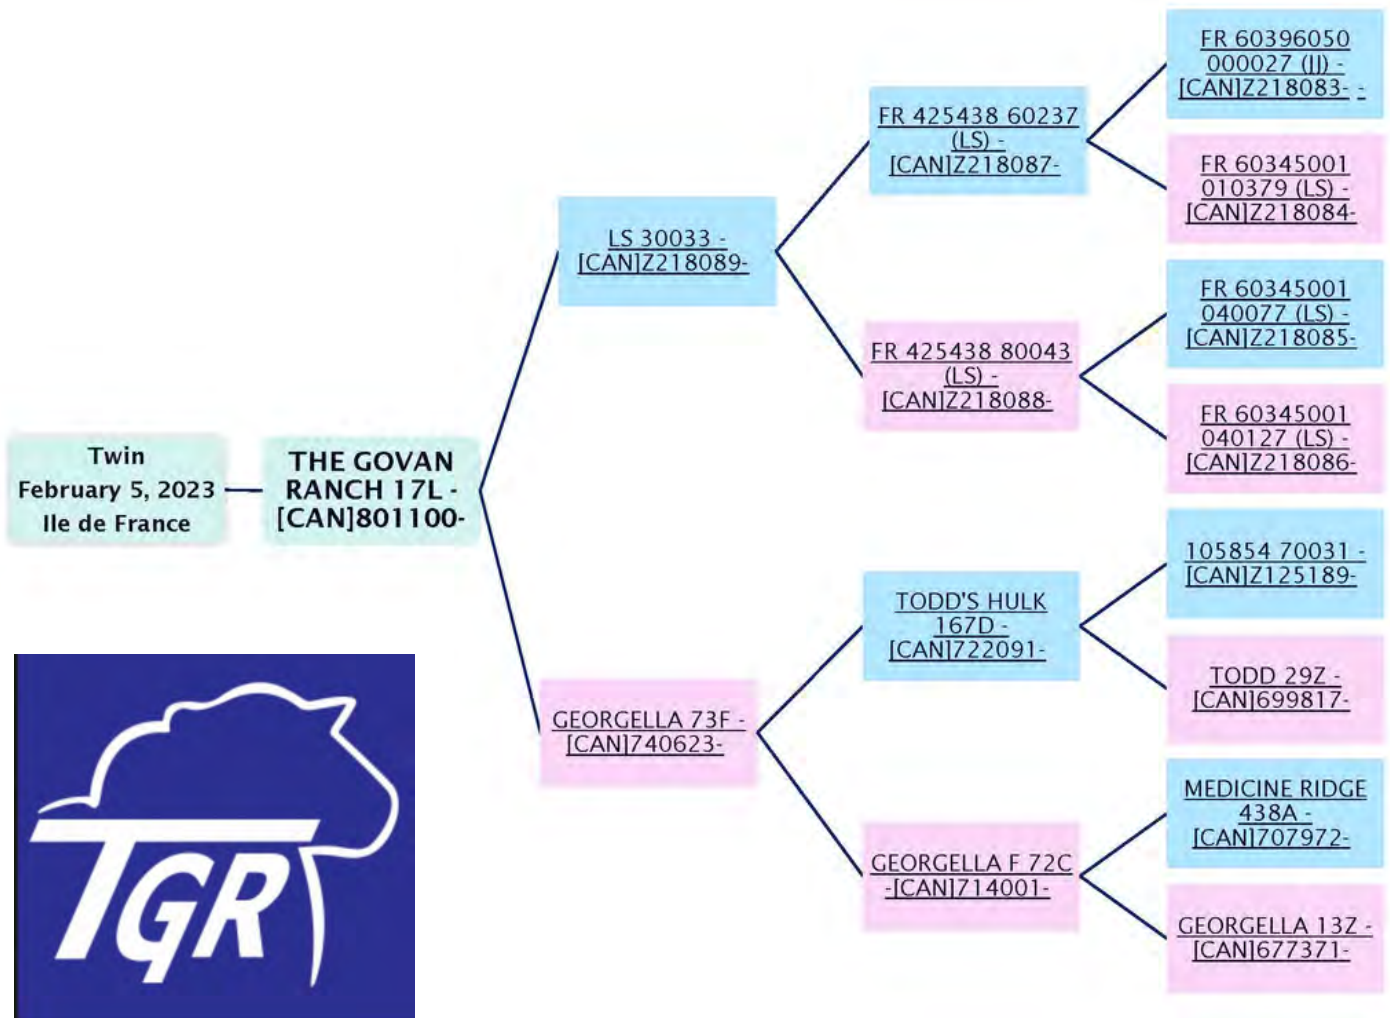 Twin
February 5, 2023
Ile de France
THE GOVAN
RANCH 17L -
[CAN]801100-
LS 30033 -
[CAN]Z218089-
GEORGELLA 73F -
[CAN]740623-
FR 425438 60237
(LS) -
[CAN]Z218087-
FR 425438 80043
(LS) -
[CAN]Z218088-
TODD'S HULK
167D -
[CAN]722091-
GEORGELLA F 72C
-[CAN]714001-
FR 60396050
000027 (JJ) -
[CAN]Z218083- -
FR 60345001
010379 (LS) -
[CAN]Z218084-
FR 60345001
040077 (LS) -
[CAN]Z218085-
FR 60345001
040127 (LS) -
[CAN]Z218086-
105854 70031 -
[CAN]Z125189-
TODD 29Z -
[CAN]699817-
MEDICINE RIDGE
438A -
[CAN]707972-
GEORGELLA 13Z -
[CAN]677371-
TGR